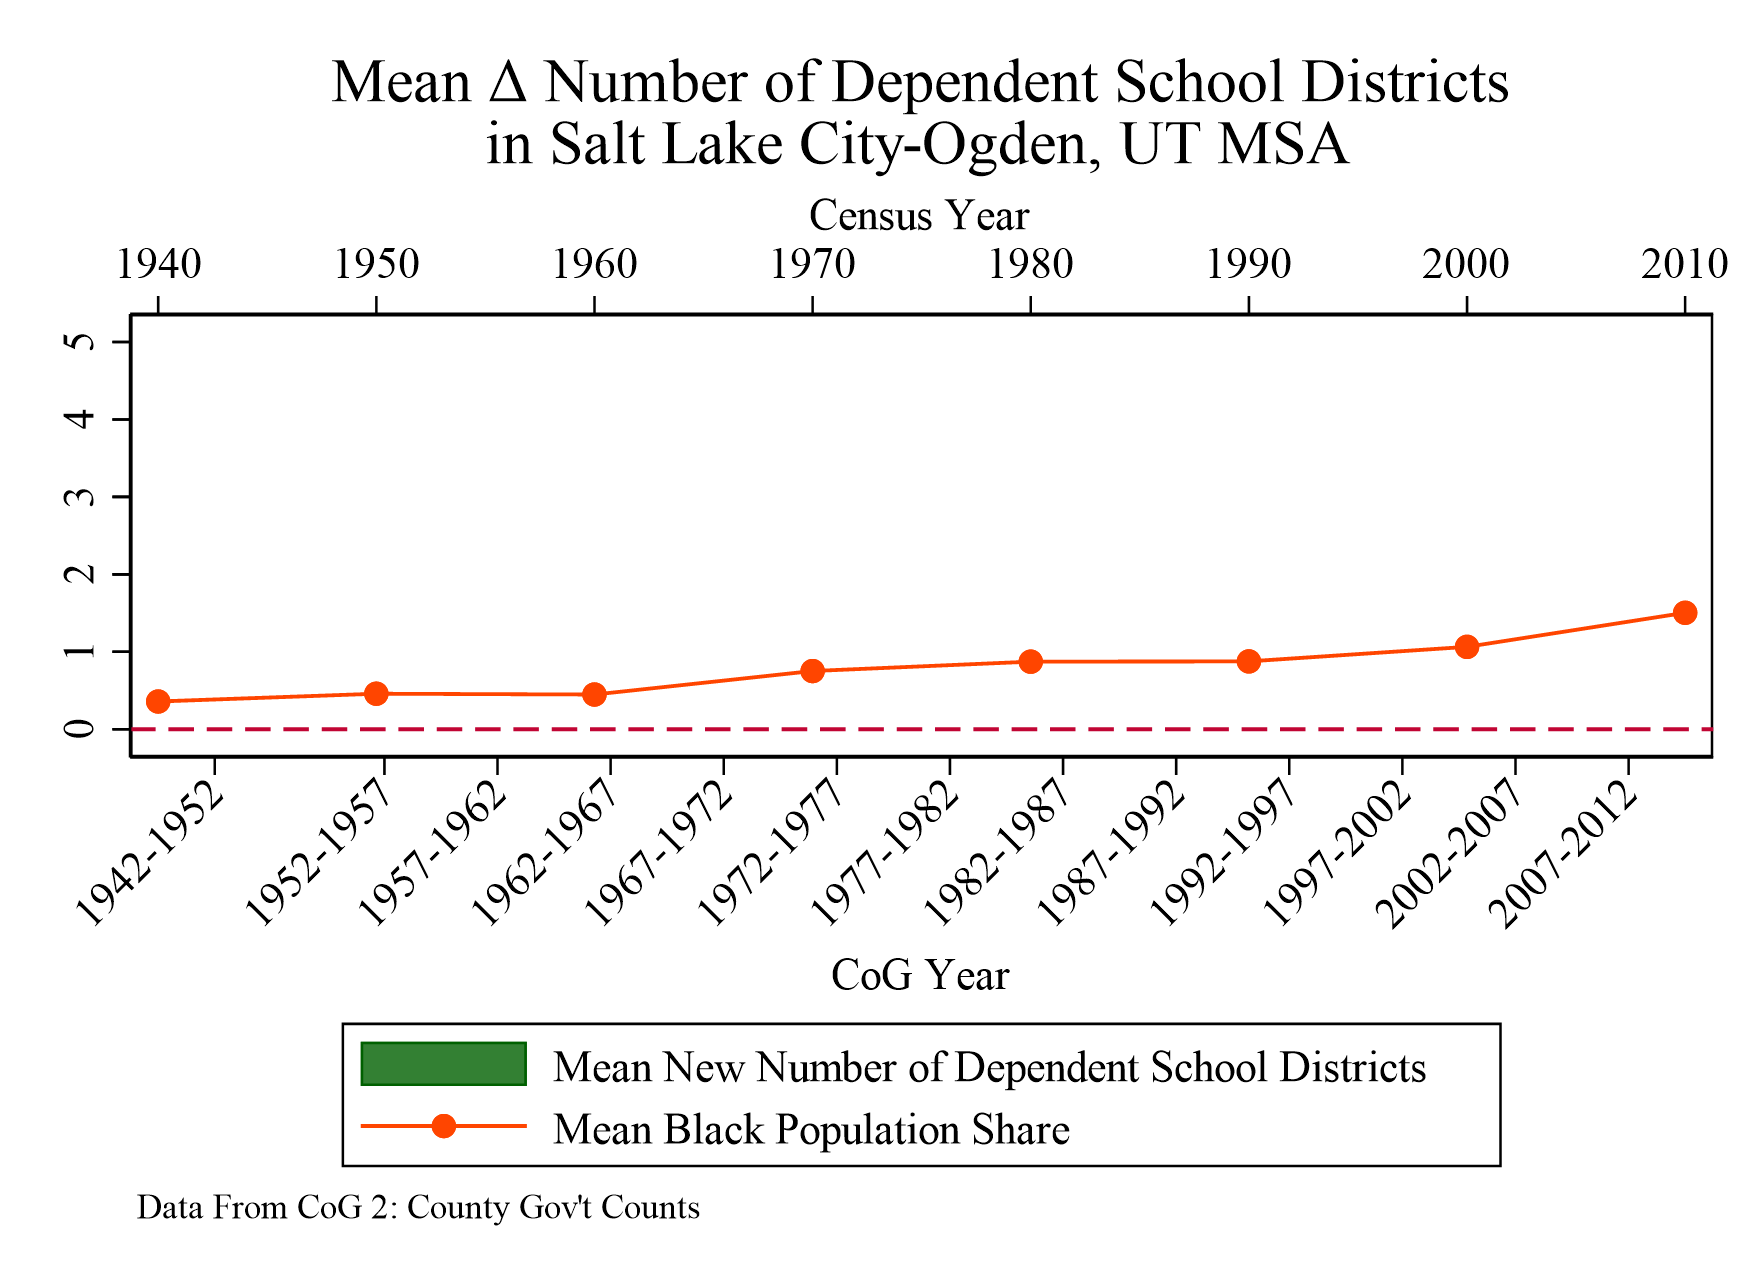 Mean Δ Number of Dependent School Districts
in Salt Lake City-Ogden, UT MSA
Census Year
1940 1950 1960 1970 1980 1990 2000 2010
5
4
3
2
1
0
1942-1952 1952-1957 1957-1962 1962-1967 1967-1972 1972-1977 1977-1982 1982-1987 1987-1992 1992-1997 1997-2002 2002-2007 2007-2012
CoG Year
Mean New Number of Dependent School Districts
Mean Black Population Share
Data From CoG 2: County Gov't Counts